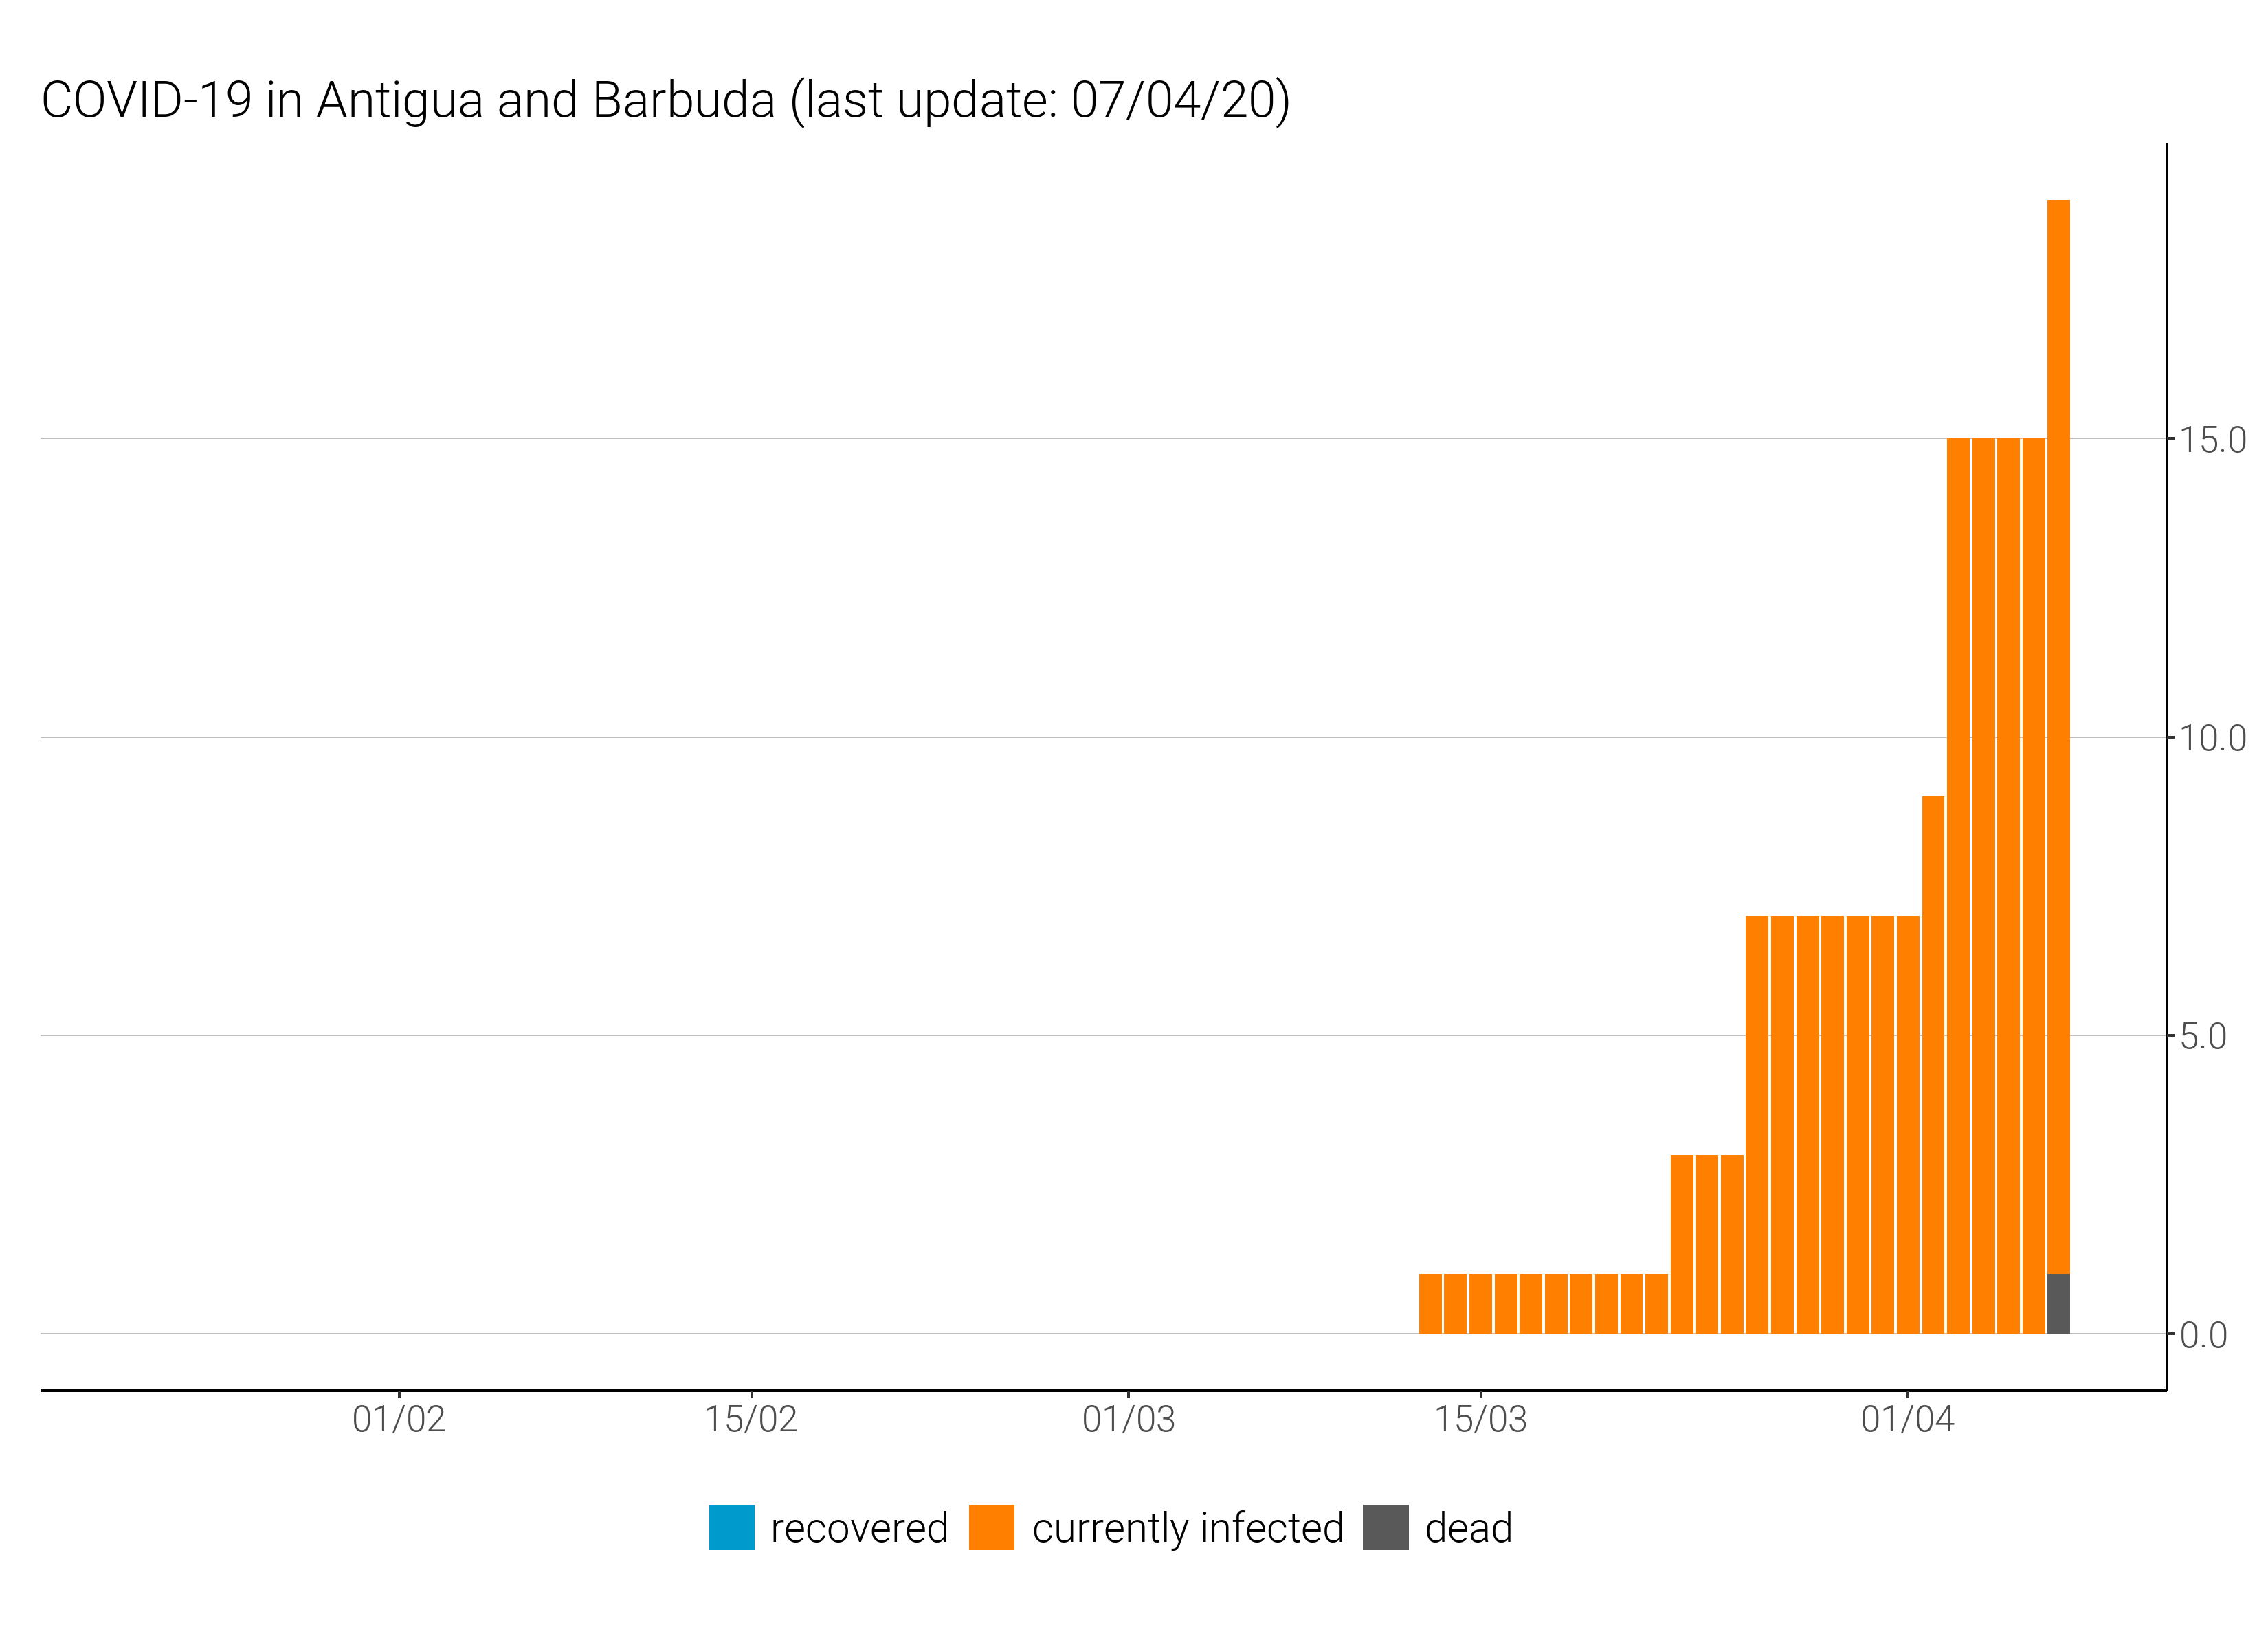 COVID-19 in Antigua and Barbuda (last update: 07/04/20)
15.0
10.0
5.0
0.0
01/02 15/02 01/03 15/03 01/04
recovered currently infected dead